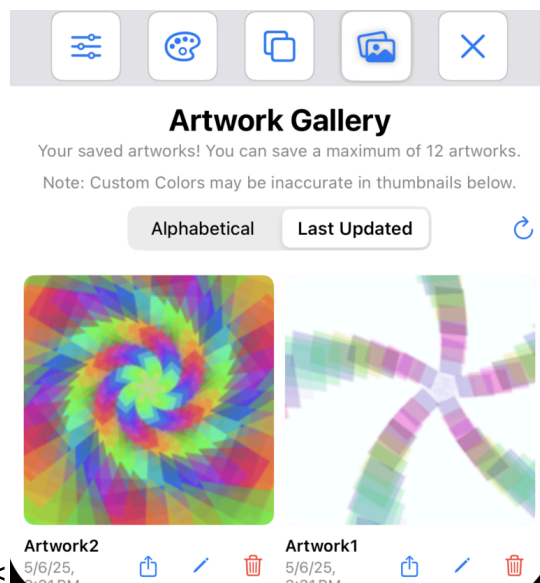 Artwork Gallery
Your saved artworks! You can save a maximum of 12 artworks.
Note: Custom Colors may be inaccurate in thumbnails below.
Alphabetical Last Updated
Artwork2 Artwork1
5/6/25, 5/6/25,